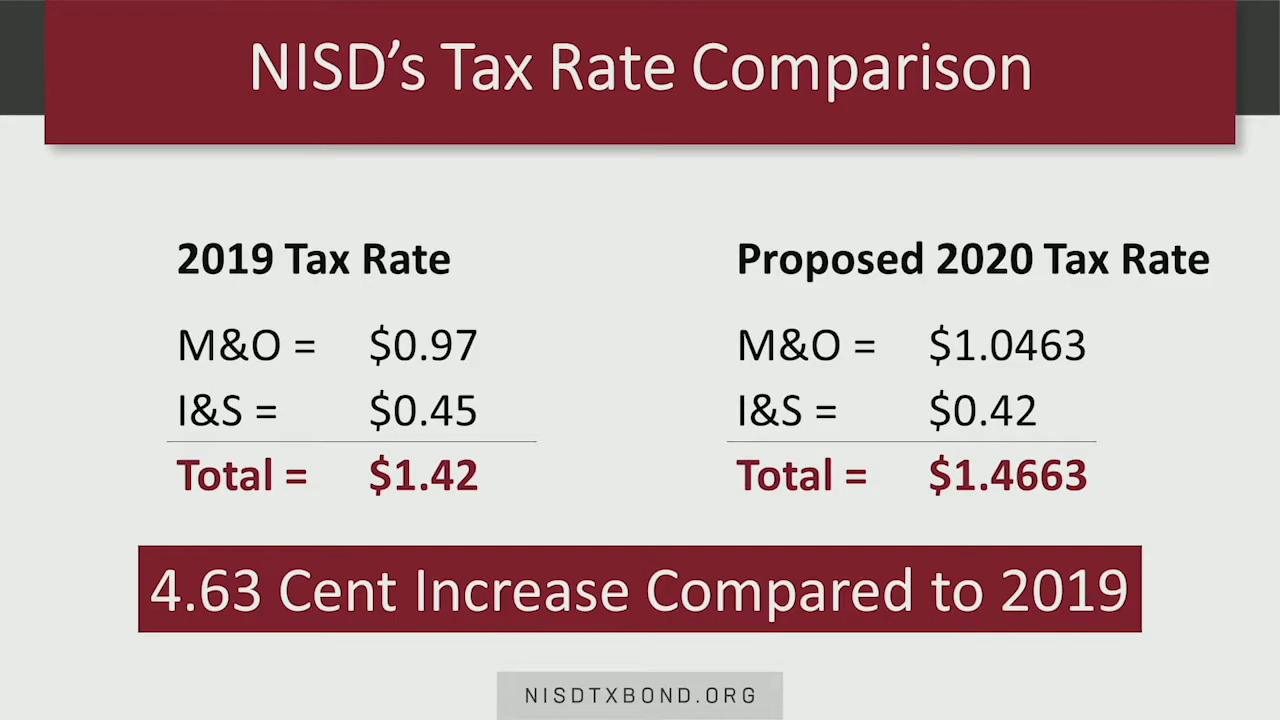 NISD’s Tax Rate Comparison
2019 Tax Rate
M&O = $0.97
I&S = $0.45
Total = $1.42
Proposed 2020 Tax Rate
M&O = $1.0463
I&S = $0.42
Total = $1.4663
4.63 Cent Increase Compared to 2019
NISDTXBOND.ORG